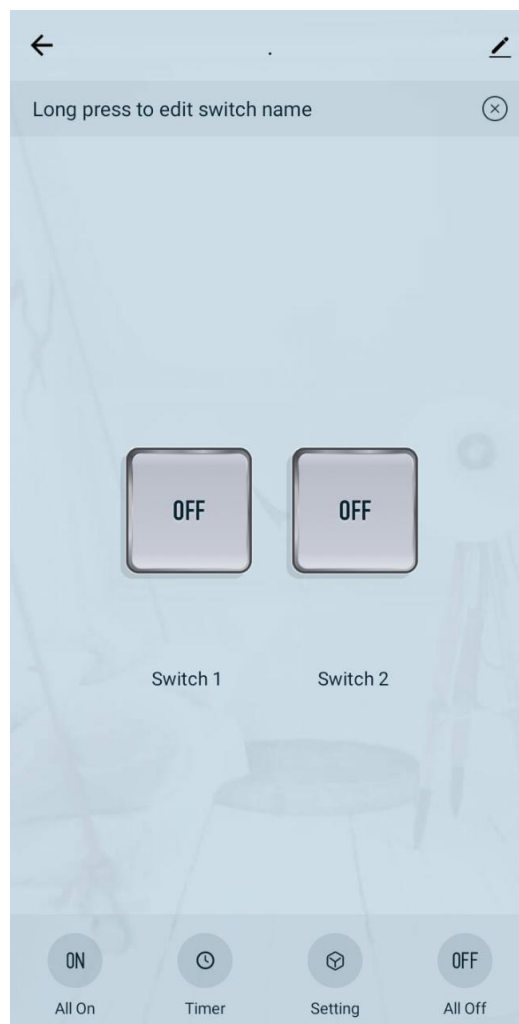 .
Long press to edit switch name
OFF OFF
Switch 1 Switch 2
ON OFF
All On Timer Setting All Off